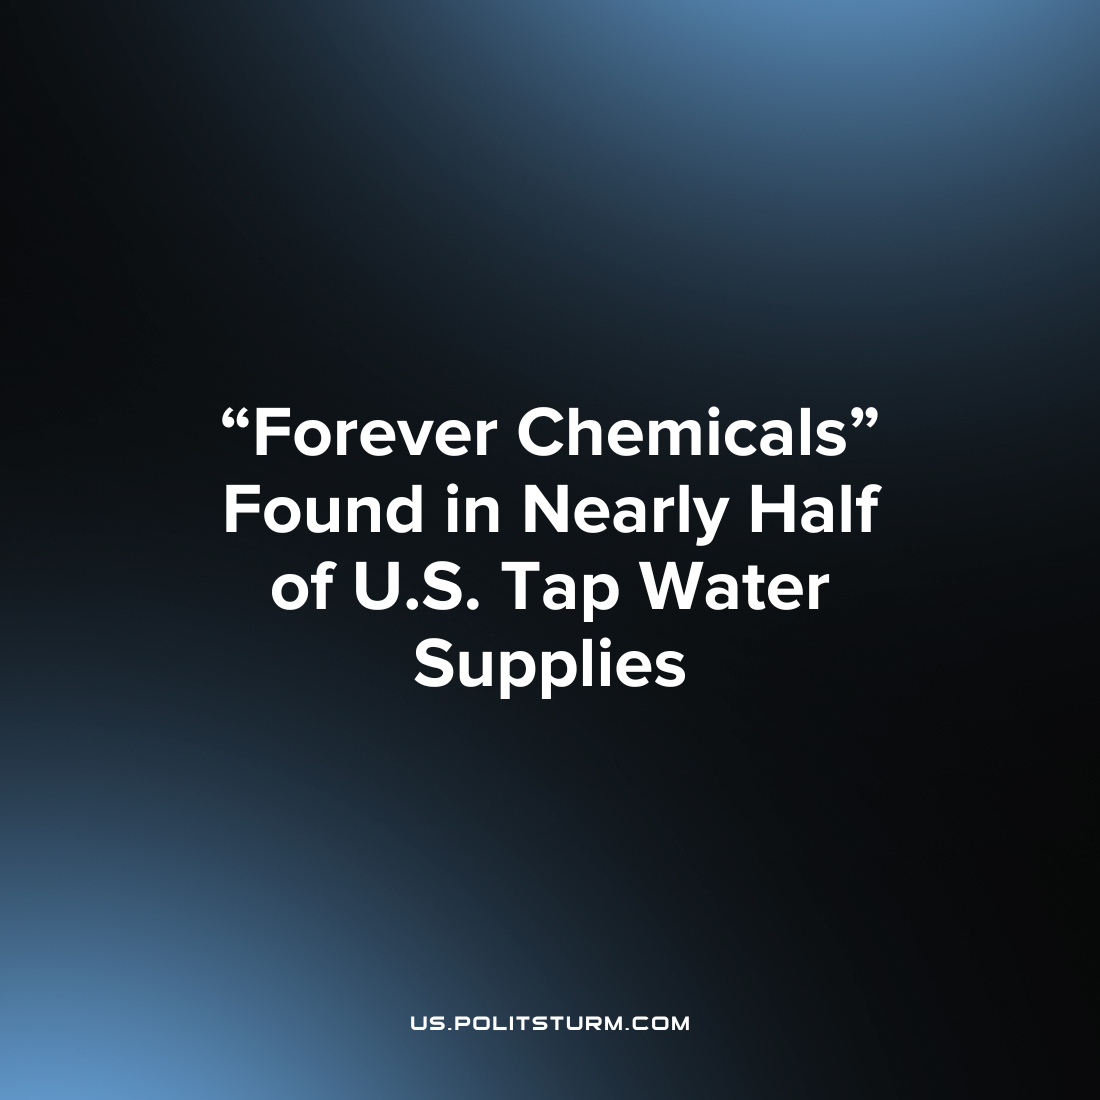 “Forever Chemicals”
Found in Nearly Half
of U.S. Tap Water
Supplies
US.POLITSTURM.COM